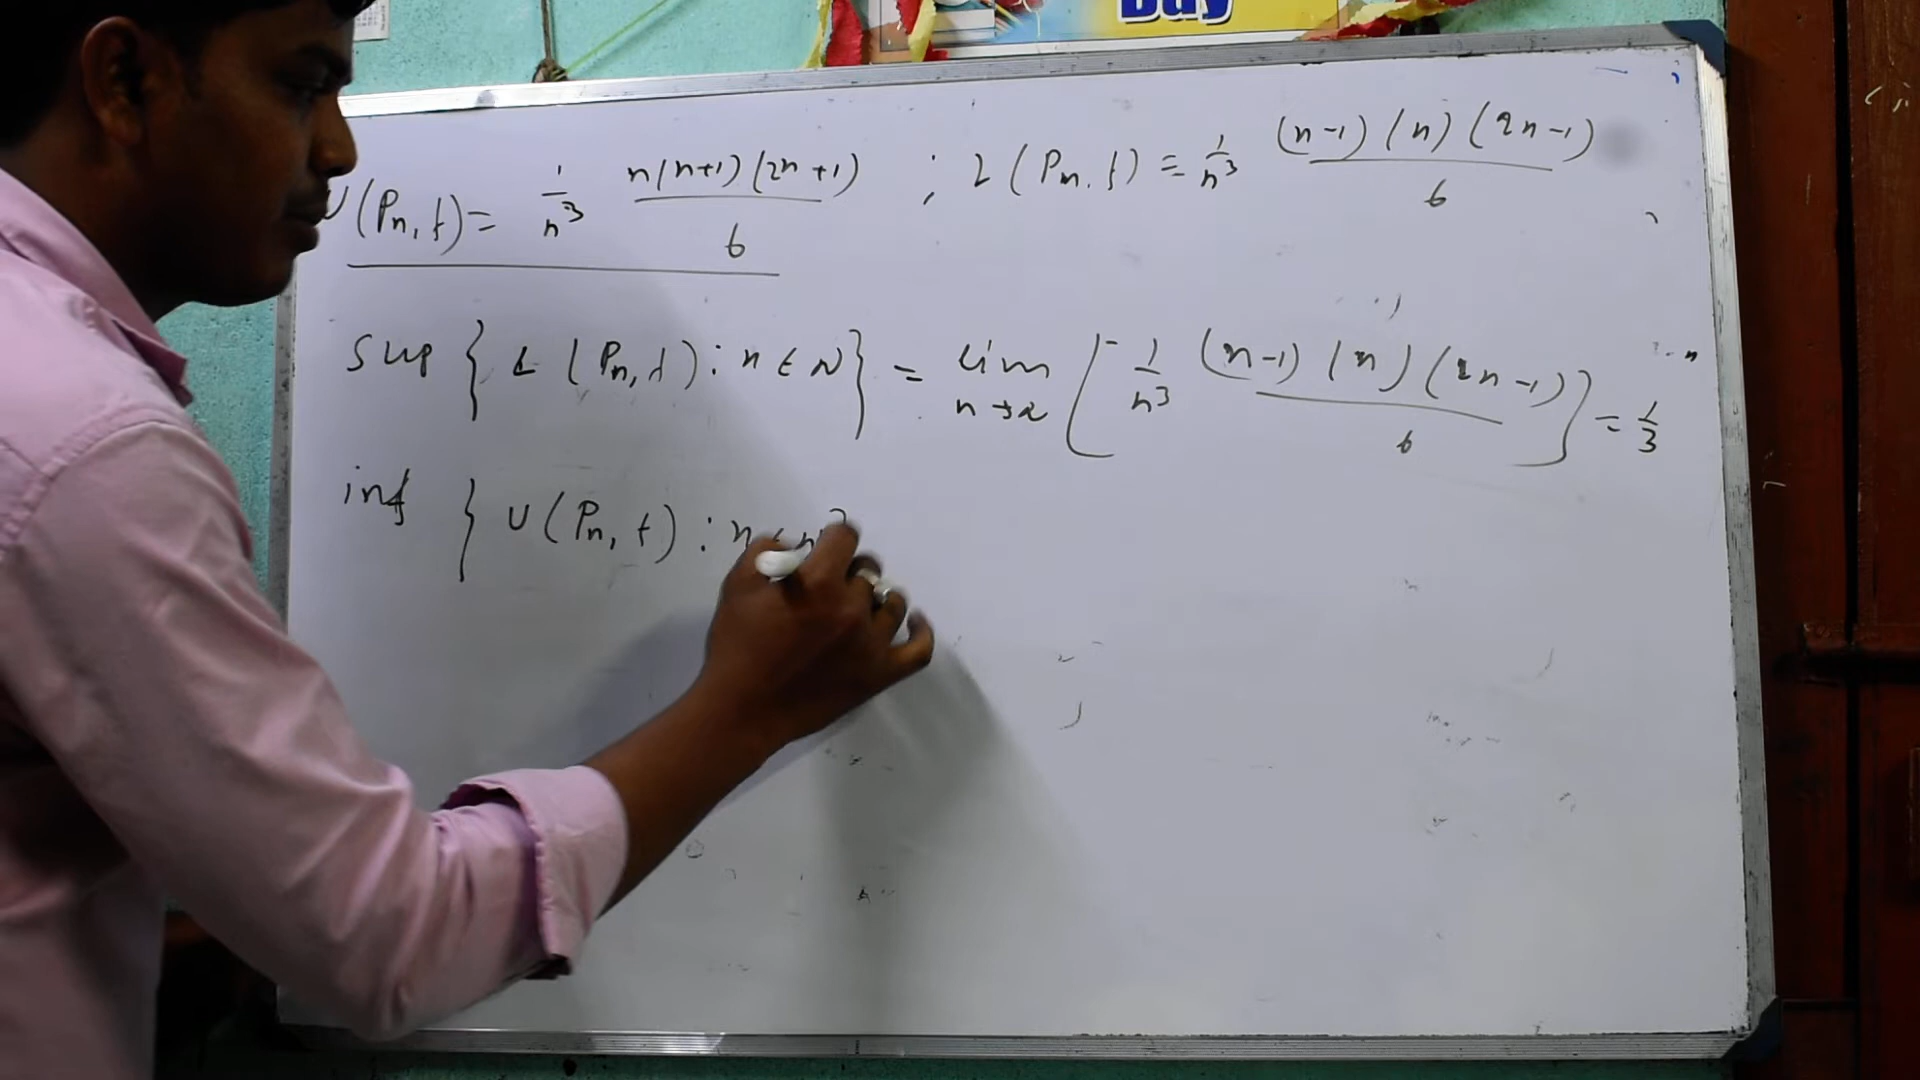 Day
U(Pn, f) = 1/n³ n(n+1)(2n+1)/6 ; L(Pn, f) = 1/n³ (n-1)(n)(2n-1)/6
Sup { L(Pn, f) : n ∈ N } = lim n→∞ [ 1/n³ (n-1)(n)(2n-1)/6 ] = 1/3
inf { U(Pn, f) : n ∈ N }